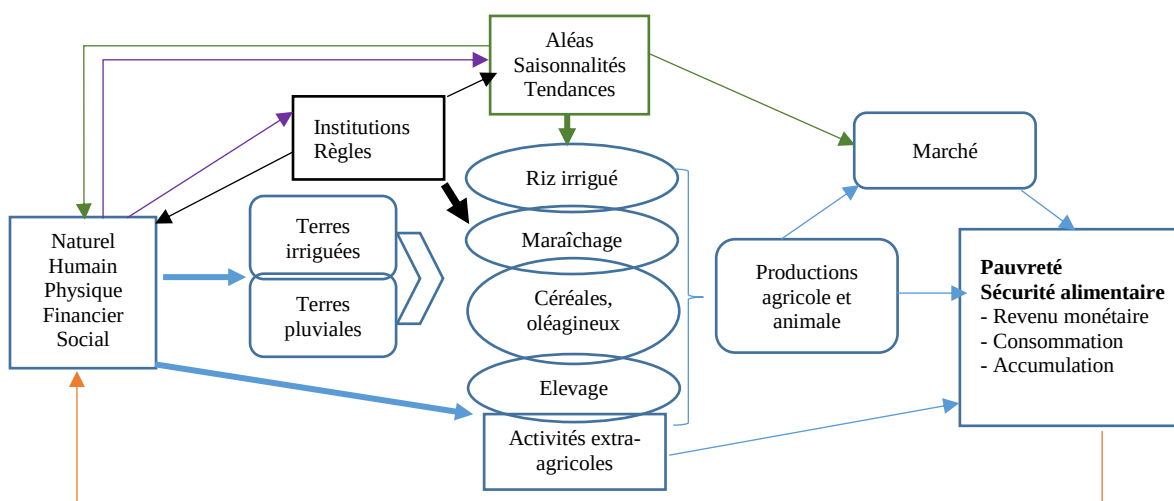 Aléas
Saisonnalités
Tendances
Institutions
Règles
Marché
Riz irrigué
Terres
irriguées
Maraîchage
Naturel
Humain
Physique
Financier
Social
Terres
pluviales
Céréales,
oléagineux
Productions
agricole et
animale
Pauvreté
Sécurité alimentaire
- Revenu monétaire
- Consommation
- Accumulation
Elevage
Activités extra-
agricoles